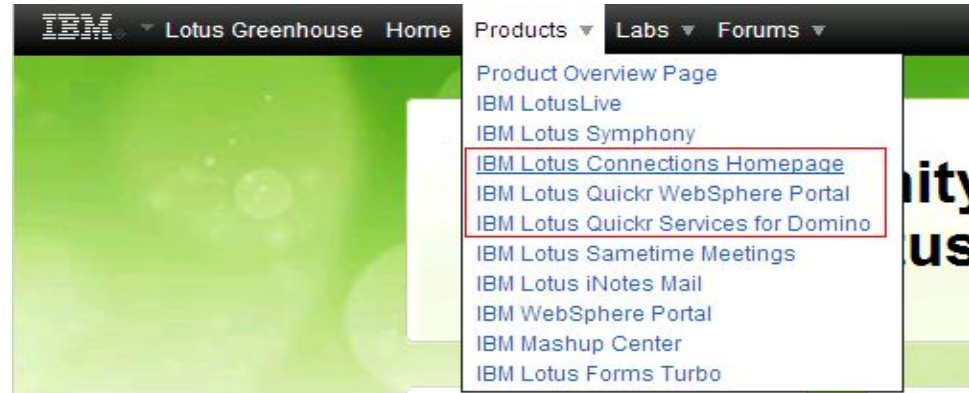 IBM Lotus Greenhouse Home Products Labs Forums
Product Overview Page
IBM LotusLive
IBM Lotus Symphony
IBM Lotus Connections Homepage
IBM Lotus Quickr WebSphere Portal
IBM Lotus Quickr Services for Domino
IBM Lotus Sametime Meetings
IBM Lotus iNotes Mail
IBM WebSphere Portal
IBM Mashup Center
IBM Lotus Forms Turbo